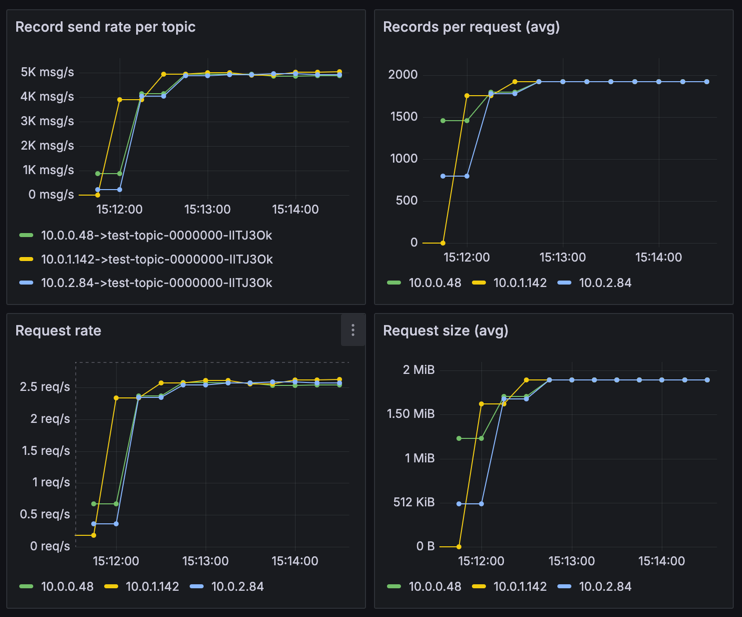 Record send rate per topic
5K msg/s
4K msg/s
3K msg/s
2K msg/s
1K msg/s
0 msg/s
15:12:00 15:13:00 15:14:00
10.0.0.48->test-topic-0000000-IlTJ3Ok
10.0.1.142->test-topic-0000000-IlTJ3Ok
10.0.2.84->test-topic-0000000-IlTJ3Ok
Records per request (avg)
2000
1500
1000
500
0
15:12:00 15:13:00 15:14:00
10.0.0.48 10.0.1.142 10.0.2.84
Request rate
2.5 req/s
2 req/s
1.5 req/s
1 req/s
0.5 req/s
0 req/s
15:12:00 15:13:00 15:14:00
10.0.0.48 10.0.1.142 10.0.2.84
Request size (avg)
2 MiB
1.50 MiB
1 MiB
512 KiB
0 B
15:12:00 15:13:00 15:14:00
10.0.0.48 10.0.1.142 10.0.2.84